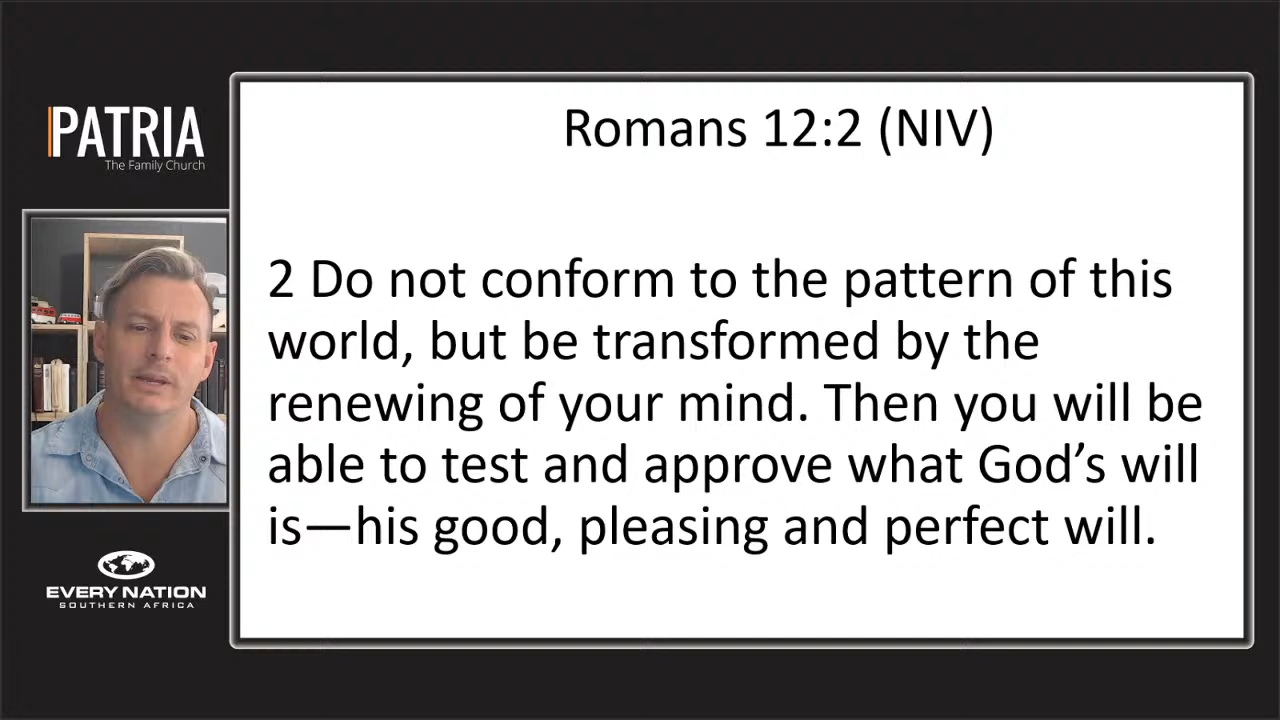 PATRIA
The Family Church
EVERY NATION
SOUTHERN AFRICA
Romans 12:2 (NIV)
2 Do not conform to the pattern of this
world, but be transformed by the
renewing of your mind. Then you will be
able to test and approve what God’s will
is—his good, pleasing and perfect will.